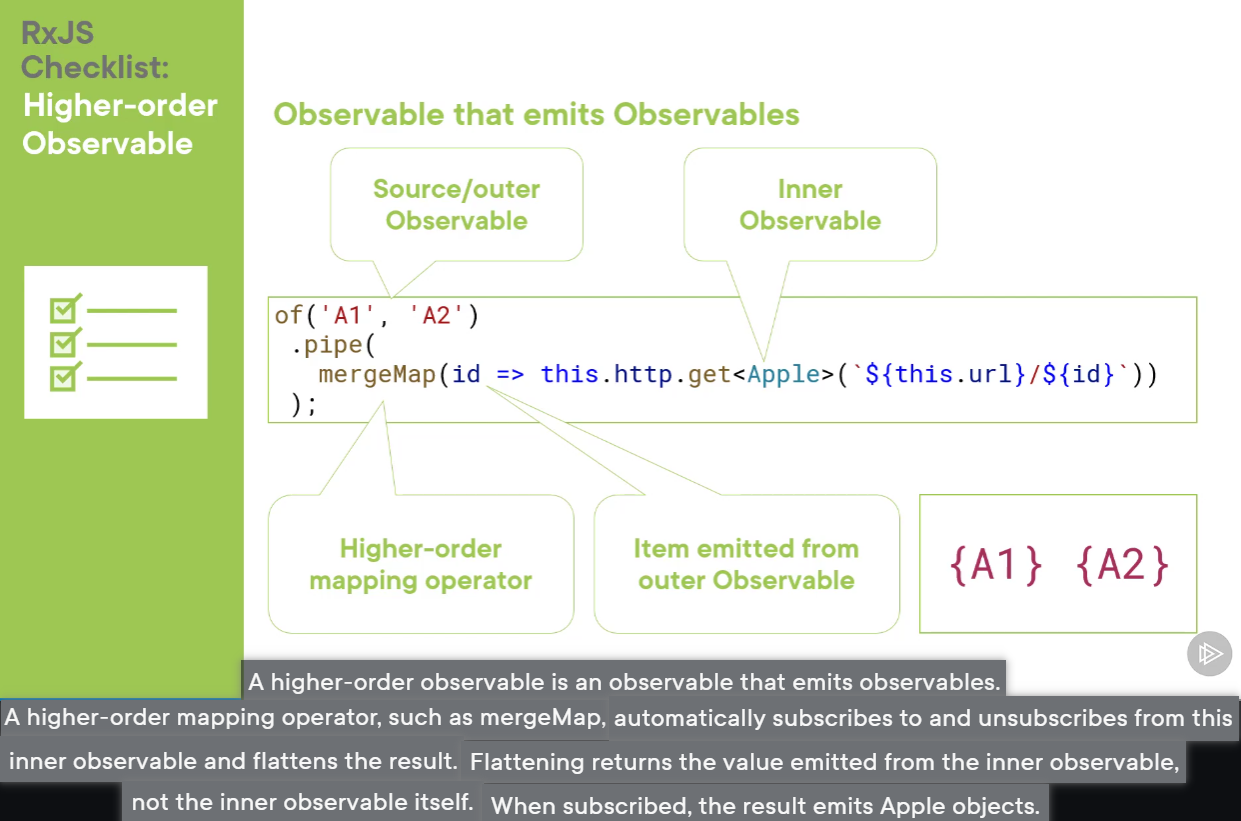 RxJS
Checklist:
Higher-order
Observable
Observable that emits Observables
Source/outer
Observable
Inner
Observable
of('A1', 'A2')
.pipe(
mergeMap(id => this.http.get<Apple>(`${this.url}/${id}`))
);
Higher-order
mapping operator
Item emitted from
outer Observable
{A1} {A2}
A higher-order observable is an observable that emits observables.
A higher-order mapping operator, such as mergeMap, automatically subscribes to and unsubscribes from this
inner observable and flattens the result. Flattening returns the value emitted from the inner observable,
not the inner observable itself. When subscribed, the result emits Apple objects.